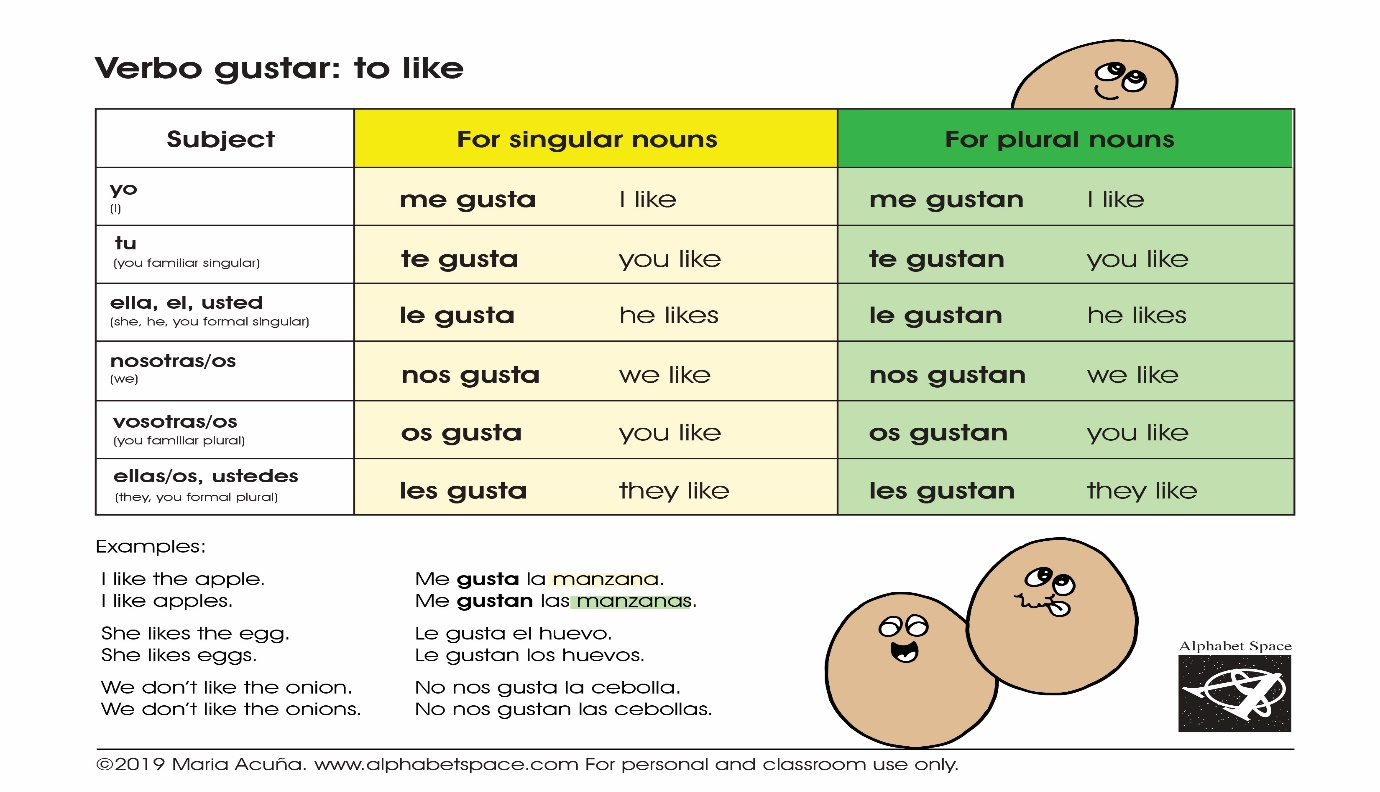 Verbo gustar: to like
Subject For singular nouns For plural nouns
yo
(I)
me gusta I like me gustan I like
tu
(you familiar singular)
te gusta you like te gustan you like
ella, el, usted
(she, he, you formal singular)
le gusta he likes le gustan he likes
nosotras/os
(we)
nos gusta we like nos gustan we like
vosotras/os
(you familiar plural)
os gusta you like os gustan you like
ellas/os, ustedes
(they, you formal plural)
les gusta they like les gustan they like
Examples:
I like the apple. Me gusta la manzana.
I like apples. Me gustan las manzanas.
She likes the egg. Le gusta el huevo.
She likes eggs. Le gustan los huevos.
We don't like the onion. No nos gusta la cebolla.
We don't like the onions. No nos gustan las cebollas.
Alphabet Space
©2019 Maria Acuña. www.alphabetspace.com For personal and classroom use only.